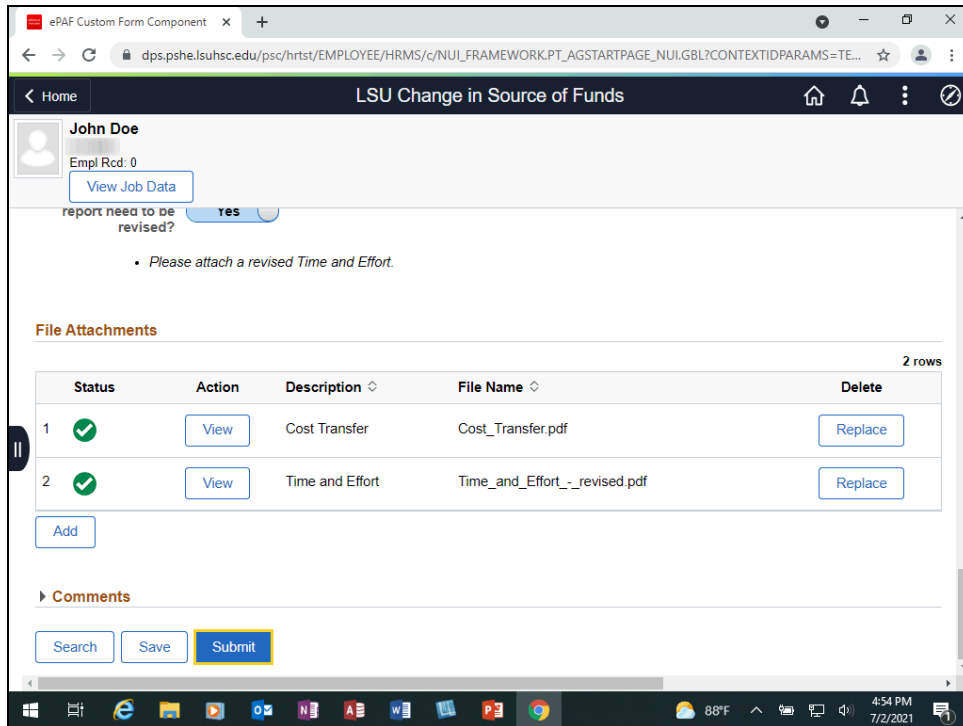 ePAF Custom Form Component
dps.pshe.lsuhsc.edu/psc/hrtst/EMPLOYEE/HRMS/c/NUI_FRAMEWORK.PT_AGSTARTPAGE_NUI.GBL?CONTEXTIDPARAMS=TE...
Home LSU Change in Source of Funds
John Doe
Empl Rcd: 0
View Job Data
report need to be Yes
revised?
• Please attach a revised Time and Effort.
File Attachments
2 rows
Status Action Description File Name Delete
1 View Cost Transfer Cost_Transfer.pdf Replace
2 View Time and Effort Time_and_Effort_-_revised.pdf Replace
Add
Comments
Search Save Submit
88°F 4:54 PM
7/2/2021